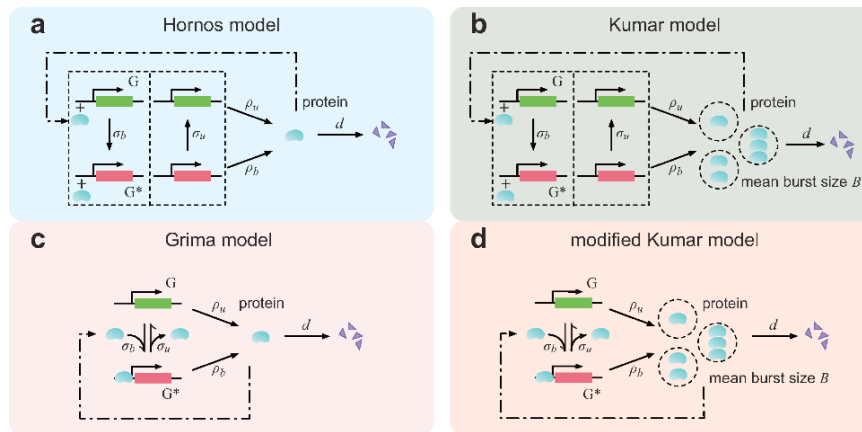 a Hornos model
G
+
protein
σb
σu
ρu
ρb
d
+
G*
b Kumar model
G
+
protein
σb
σu
ρu
ρb
d
+
G*
mean burst size B
c Grima model
G
ρu
protein
σb
σu
d
ρb
G*
d modified Kumar model
G
ρu
protein
σb
σu
d
ρb
G*
mean burst size B